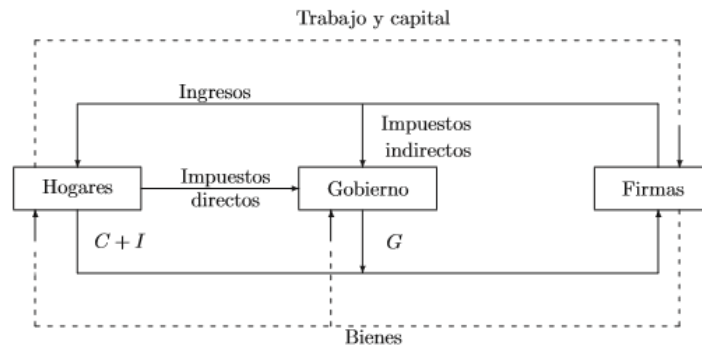 Trabajo y capital
Ingresos
Impuestos
indirectos
Hogares
Impuestos
directos
Gobierno
Firmas
C + I
G
Bienes